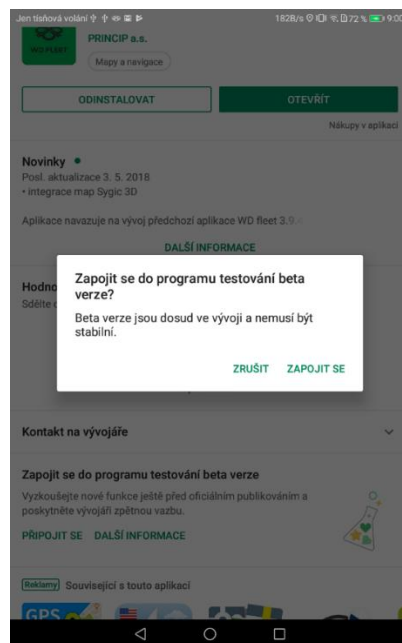 Jen tísňová volání
182B/s
72 %
9:00
WD FLEET
PRINCIP a.s.
Mapy a navigace
ODINSTALOVAT
OTEVŘÍT
Nákupy v aplikaci
Novinky
Posl. aktualizace 3. 5. 2018
• integrace map Sygic 3D
Aplikace navazuje na vývoj předchozí aplikace WD fleet 3.9.
DALŠÍ INFORMACE
Hodno
Sdělte
Zapojit se do programu testování beta
verze?
Beta verze jsou dosud ve vývoji a nemusí být
stabilní.
ZRUŠIT ZAPOJIT SE
Kontakt na vývojáře
Zapojit se do programu testování beta verze
Vyzkoušejte nové funkce ještě před oficiálním publikováním a
poskytněte vývojáři zpětnou vazbu.
PŘIPOJIT SE DALŠÍ INFORMACE
Reklamy Související s touto aplikací
GPS